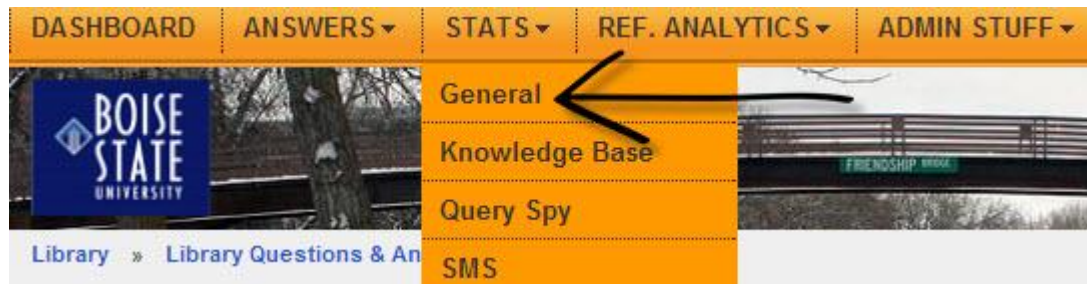 DASHBOARD ANSWERS STATS REF. ANALYTICS ADMIN STUFF
General
Knowledge Base
Query Spy
SMS
BOISE
STATE
UNIVERSITY
FRIENDSHIP BRIDGE
Library » Library Questions & An